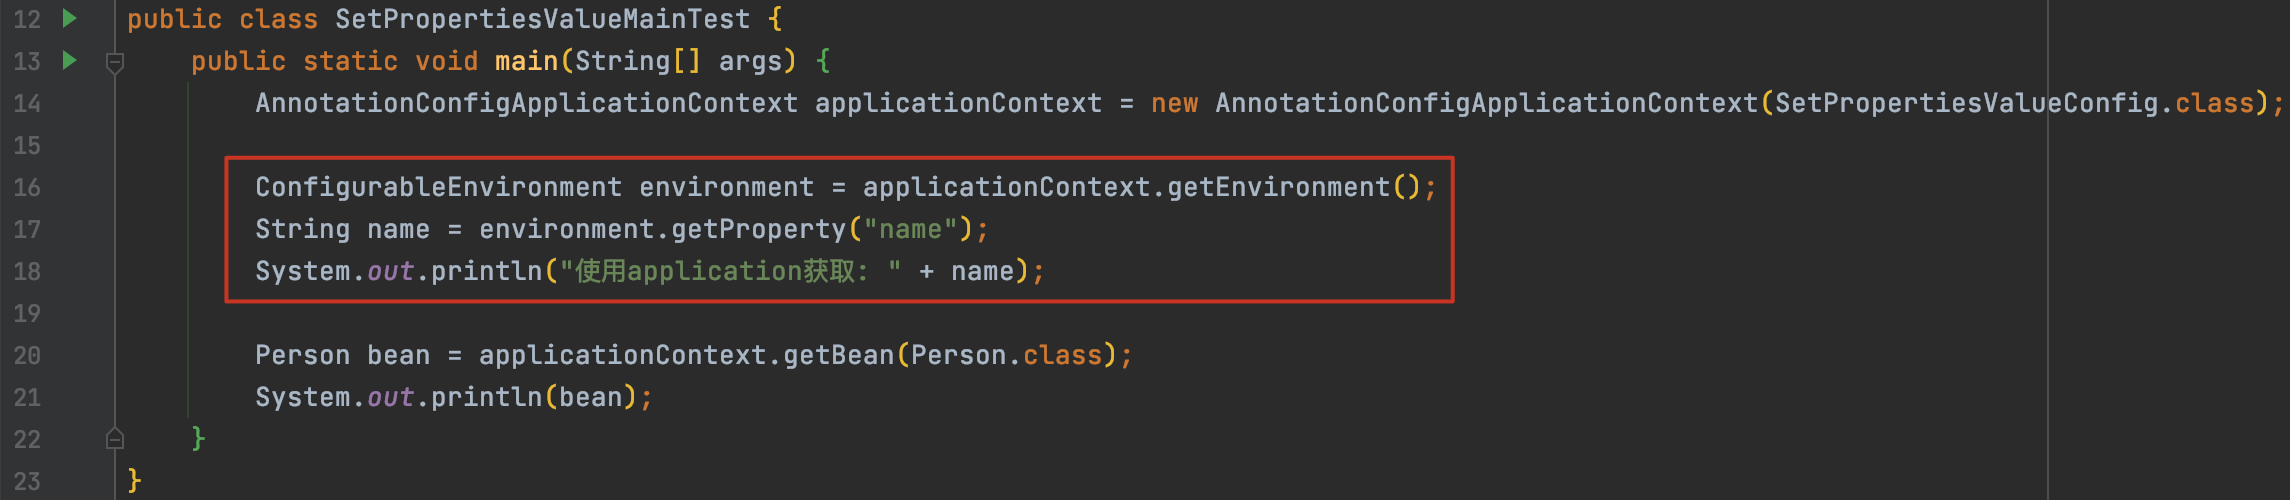 12 public class SetPropertiesValueMainTest {
13 public static void main(String[] args) {
14 AnnotationConfigApplicationContext applicationContext = new AnnotationConfigApplicationContext(SetPropertiesValueConfig.class);
15
16 ConfigurableEnvironment environment = applicationContext.getEnvironment();
17 String name = environment.getProperty("name");
18 System.out.println("使用application获取: " + name);
19
20 Person bean = applicationContext.getBean(Person.class);
21 System.out.println(bean);
22 }
23 }